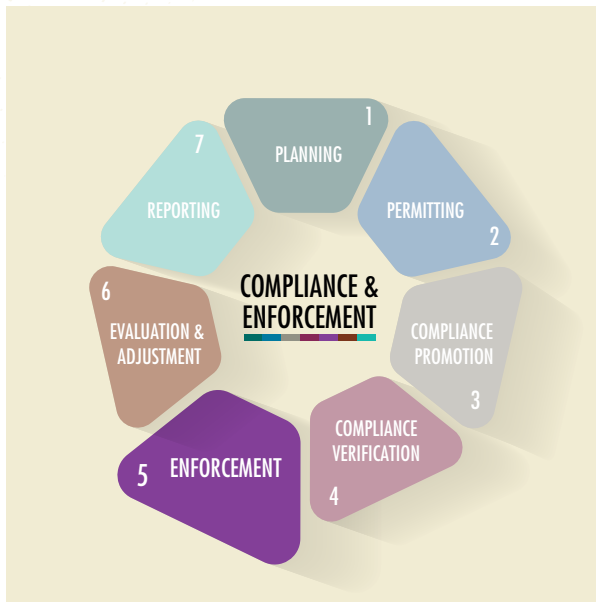 COMPLIANCE &
ENFORCEMENT
1
PLANNING
PERMITTING
2
COMPLIANCE
PROMOTION
3
COMPLIANCE
VERIFICATION
4
5 ENFORCEMENT
6
EVALUATION &
ADJUSTMENT
7
REPORTING